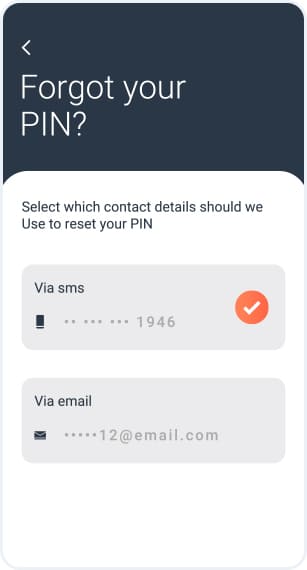 Forgot your
PIN?
Select which contact details should we
Use to reset your PIN
Via sms
•• ••• ••• 1946
Via email
•••••12@email.com